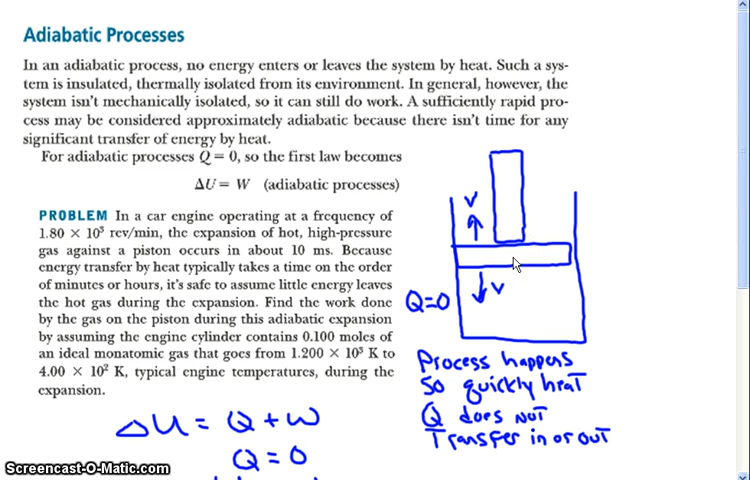 Adiabatic Processes
In an adiabatic process, no energy enters or leaves the system by heat. Such a sys-
tem is insulated, thermally isolated from its environment. In general, however, the
system isn't mechanically isolated, so it can still do work. A sufficiently rapid pro-
cess may be considered approximately adiabatic because there isn't time for any
significant transfer of energy by heat.
For adiabatic processes Q = 0, so the first law becomes
ΔU = W (adiabatic processes)
PROBLEM In a car engine operating at a frequency of
1.80 × 10³ rev/min, the expansion of hot, high-pressure
gas against a piston occurs in about 10 ms. Because
energy transfer by heat typically takes a time on the order
of minutes or hours, it's safe to assume little energy leaves
the hot gas during the expansion. Find the work done
by the gas on the piston during this adiabatic expansion
by assuming the engine cylinder contains 0.100 moles of
an ideal monatomic gas that goes from 1.200 × 10³ K to
4.00 × 10² K, typical engine temperatures, during the
expansion.
V
V
Q=0
Process happens
So quickly heat
Q does not
Transfer in or out
ΔU = Q + W
Q = 0
Screencast-O-Matic.com